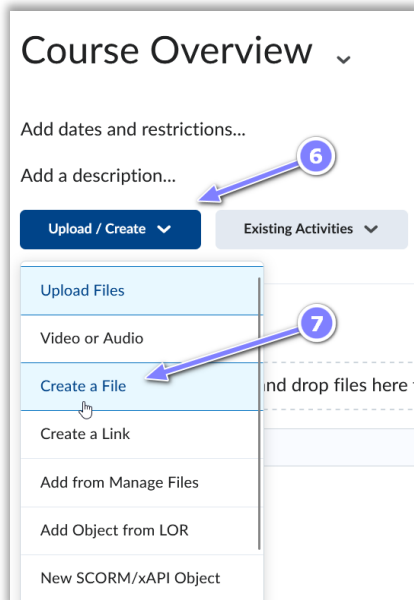 Course Overview
Add dates and restrictions...
6
Add a description...
Upload / Create
Existing Activities
Upload Files
7
Video or Audio
Create a File
nd drop files here
Create a Link
Add from Manage Files
Add Object from LOR
New SCORM/xAPI Object